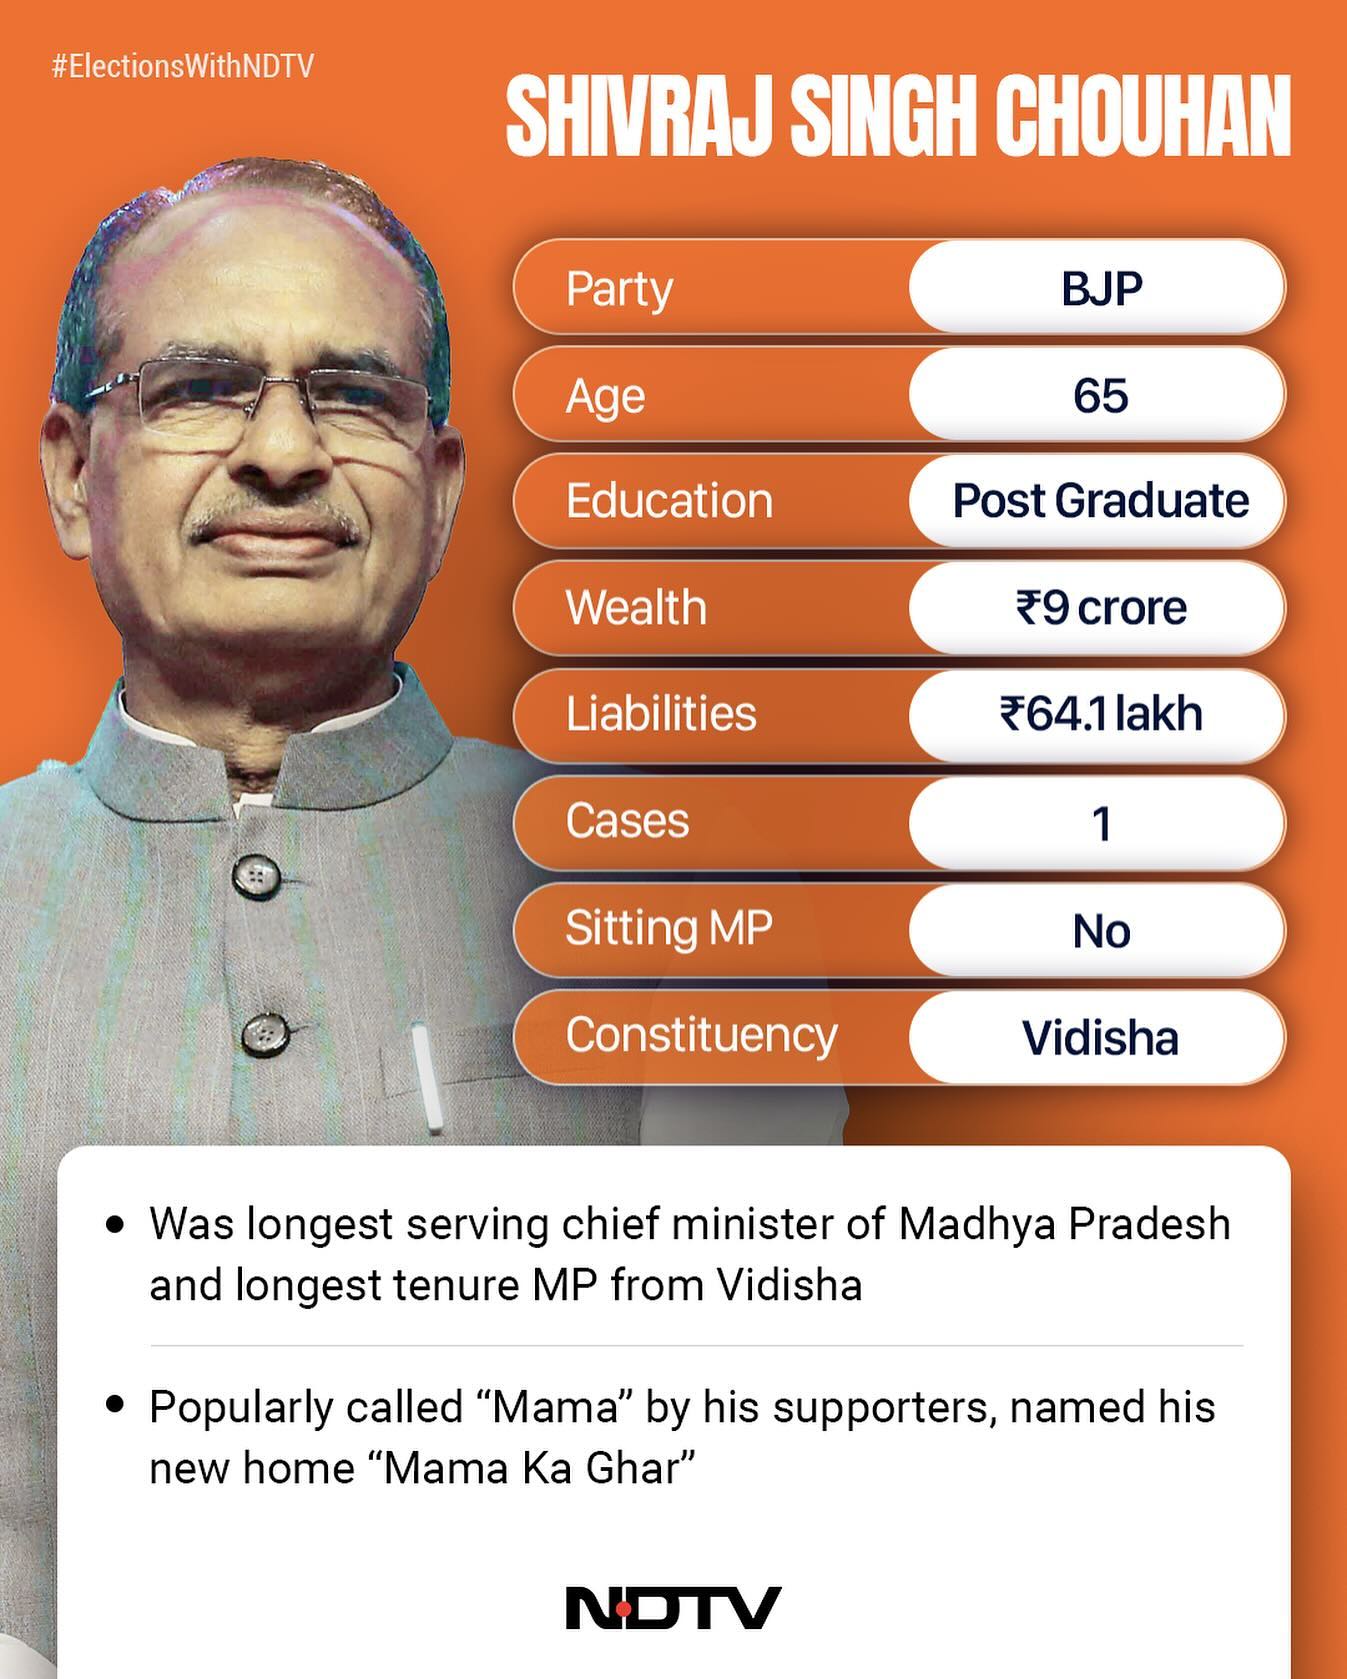 #ElectionsWithNDTV
SHIVRAJ SINGH CHOUHAN
Party BJP
Age 65
Education Post Graduate
Wealth ₹9 crore
Liabilities ₹64.1 lakh
Cases 1
Sitting MP No
Constituency Vidisha
• Was longest serving chief minister of Madhya Pradesh
and longest tenure MP from Vidisha
• Popularly called “Mama” by his supporters, named his
new home “Mama Ka Ghar”
NDTV